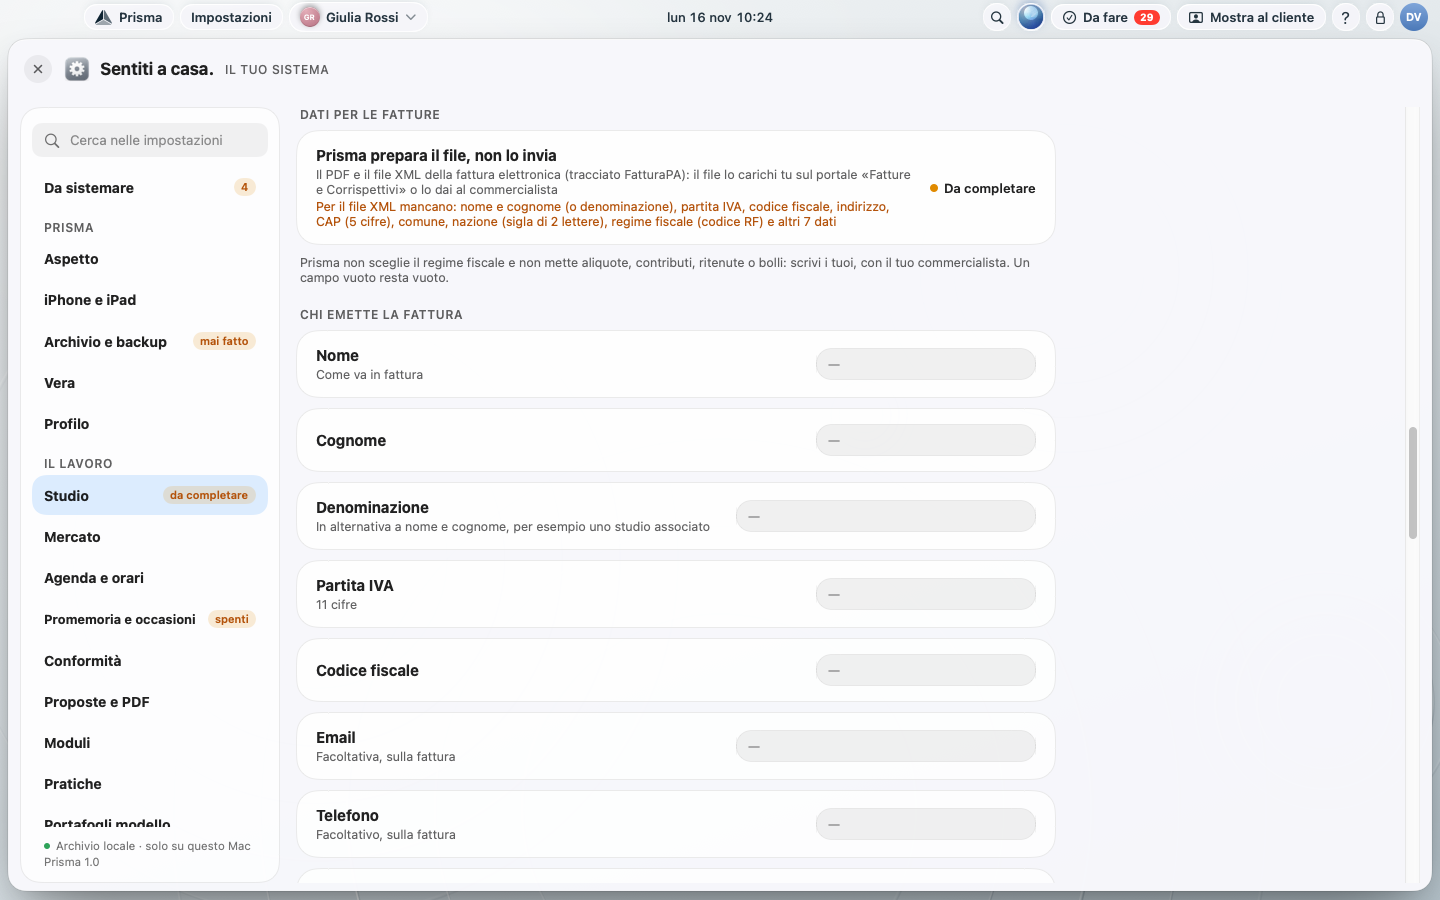 Prisma
Impostazioni
GR Giulia Rossi
lun 16 nov 10:24
Da fare 29
Mostra al cliente
?
DV
Sentiti a casa. IL TUO SISTEMA
Cerca nelle impostazioni
Da sistemare 4
PRISMA
Aspetto
iPhone e iPad
Archivio e backup mai fatto
Vera
Profilo
IL LAVORO
Studio da completare
Mercato
Agenda e orari
Promemoria e occasioni spenti
Conformità
Proposte e PDF
Moduli
Pratiche
Portafogli modello
Archivio locale · solo su questo Mac
Prisma 1.0
DATI PER LE FATTURE
Prisma prepara il file, non lo invia
Il PDF e il file XML della fattura elettronica (tracciato FatturaPA): il file lo carichi tu sul portale «Fatture
e Corrispettivi» o lo dai al commercialista
Per il file XML mancano: nome e cognome (o denominazione), partita IVA, codice fiscale, indirizzo,
CAP (5 cifre), comune, nazione (sigla di 2 lettere), regime fiscale (codice RF) e altri 7 dati
Da completare
Prisma non sceglie il regime fiscale e non mette aliquote, contributi, ritenute o bolli: scrivi i tuoi, con il tuo commercialista. Un
campo vuoto resta vuoto.
CHI EMETTE LA FATTURA
Nome
Come va in fattura
—
Cognome
—
Denominazione
In alternativa a nome e cognome, per esempio uno studio associato
—
Partita IVA
11 cifre
—
Codice fiscale
—
Email
Facoltativa, sulla fattura
—
Telefono
Facoltativo, sulla fattura
—